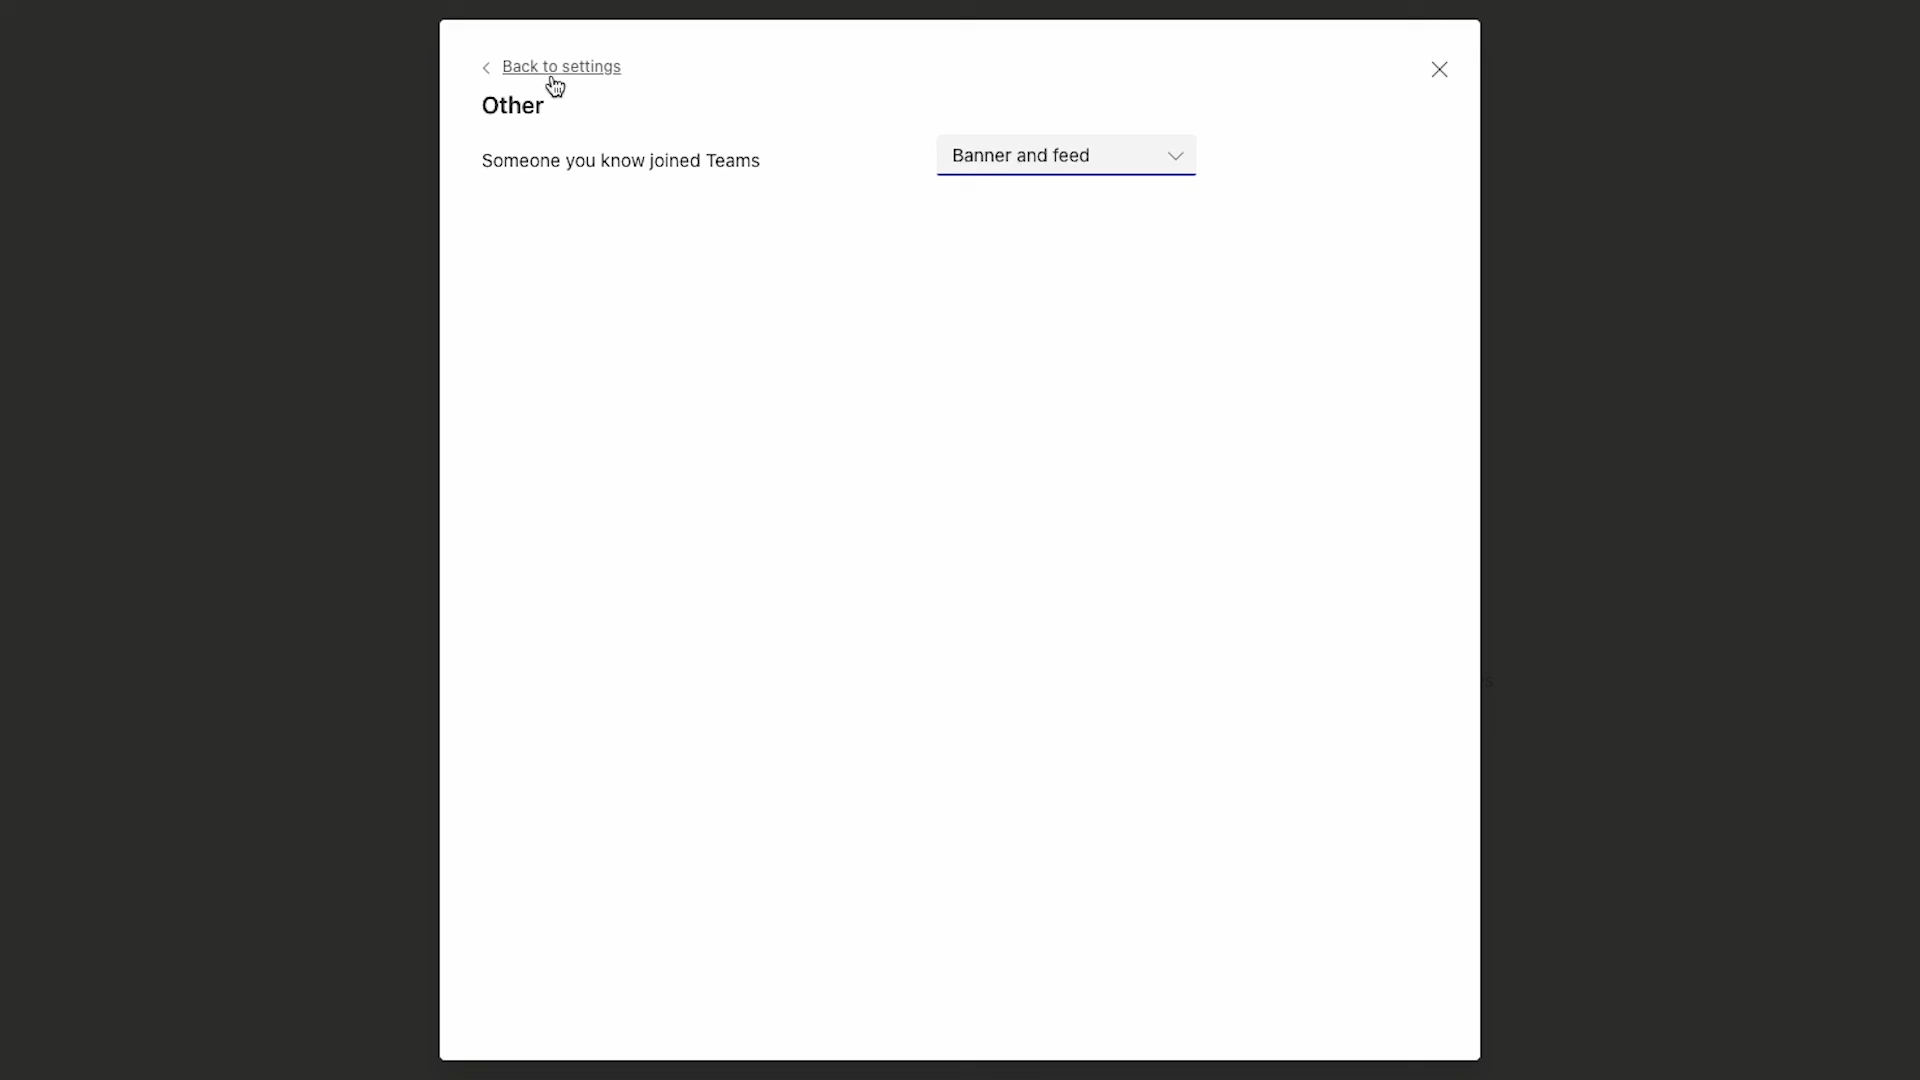 Back to settings
Other
Someone you know joined Teams
Banner and feed